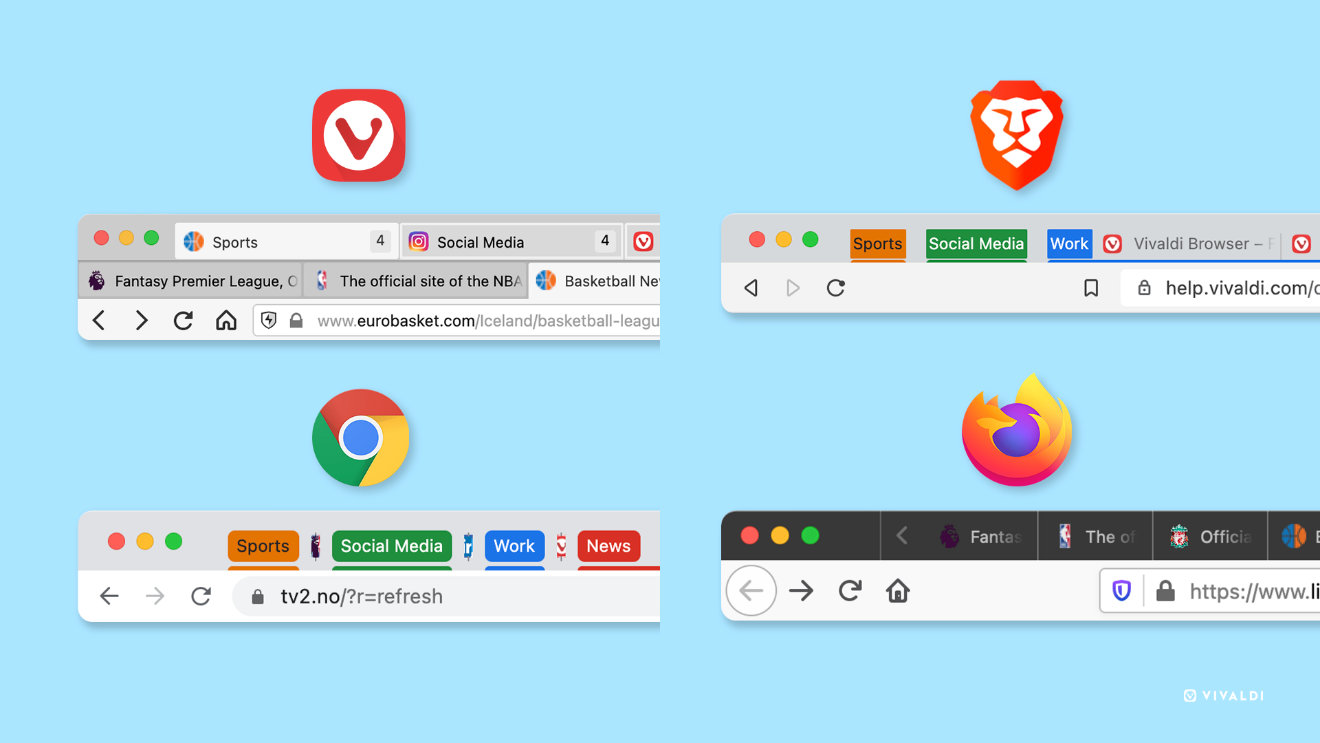 Sports 4 Social Media 4
Fantasy Premier League, O The official site of the NBA Basketball Ne
www.eurobasket.com/Iceland/basketball-leagu
Sports Social Media Work Vivaldi Browser – F
help.vivaldi.com/
Sports Social Media Work News
tv2.no/?r=refresh
Fantas The of Officia
https://www.li
VIVALDI